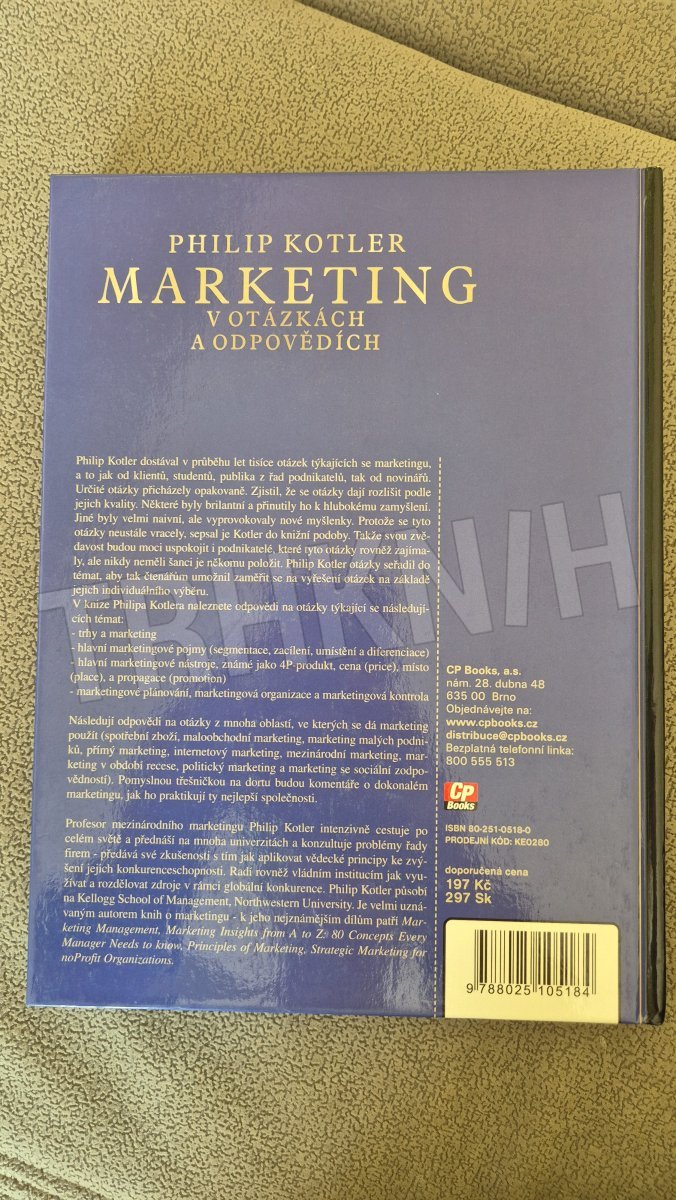 PHILIP KOTLER
MARKETING
V OTÁZKÁCH
A ODPOVĚDÍCH
Philip Kotler dostával v průběhu let tisíce otázek týkajících se marketingu,
a to jak od klientů, studentů, publika z řad podnikatelů, tak od novinářů.
Určité otázky přicházely opakovaně. Zjistil, že se otázky dají rozlišit podle
jejich kvality. Některé byly brilantní a přinutily ho k hlubokému zamyšlení.
Jiné byly velmi naivní, ale vyprovokovaly nové myšlenky. Protože se tyto
otázky neustále vracely, sepsal je Kotler do knižní podoby. Takže svou zvě-
davost budou moci uspokojit i podnikatelé, které tyto otázky rovněž zajíma-
ly, ale nikdy neměli šanci je někomu položit. Philip Kotler otázky seřadil do
témat, aby tak čtenářům umožnil zaměřit se na vyřešení otázek na základě
jejich individuálního výběru.
V knize Philipa Kotlera naleznete odpovědi na otázky týkající se následují-
cích témat:
- trhy a marketing
- hlavní marketingové pojmy (segmentace, zacílení, umístění a diferenciace)
- hlavní marketingové nástroje, známé jako 4P-produkt, cena (price), místo
(place), a propagace (promotion)
- marketingové plánování, marketingová organizace a marketingová kontrola
Následují odpovědi na otázky z mnoha oblastí, ve kterých se dá marketing
použít (spotřební zboží, maloobchodní marketing, marketing malých podni-
ků, přímý marketing, internetový marketing, mezinárodní marketing, mar-
keting v období recese, politický marketing a marketing se sociální zodpo-
vědností). Pomyslnou třešničkou na dortu budou komentáře o dokonalém
marketingu, jak ho praktikují ty nejlepší společnosti.
Profesor mezinárodního marketingu Philip Kotler intenzivně cestuje po
celém světě a přednáší na mnoha univerzitách a konzultuje problémy řady
firem - předává své zkušenosti s tím jak aplikovat vědecké principy ke zvý-
šení jejich konkurenceschopnosti. Radí rovněž vládním institucím jak vyu-
žívat a rozdělovat zdroje v rámci globální konkurence. Philip Kotler působí
na Kellogg School of Management, Northwestern University. Je velmi uzná-
vaným autorem knih o marketingu - k jeho nejznámějším dílům patří Mar-
keting Management, Marketing Insights from A to Z: 80 Concepts Every
Manager Needs to know, Principles of Marketing, Strategic Marketing for
noProfit Organizations.
CP Books, a.s.
nám. 28. dubna 48
635 00 Brno
Objednávejte na:
www.cpbooks.cz
distribuce@cpbooks.cz
Bezplatná telefonní linka:
800 555 513
CP
Books
ISBN 80-251-0518-0
PRODEJNÍ KÓD: KE0280
doporučená cena
197 Kč
297 Sk
9 788025 105184
TRHKNIH